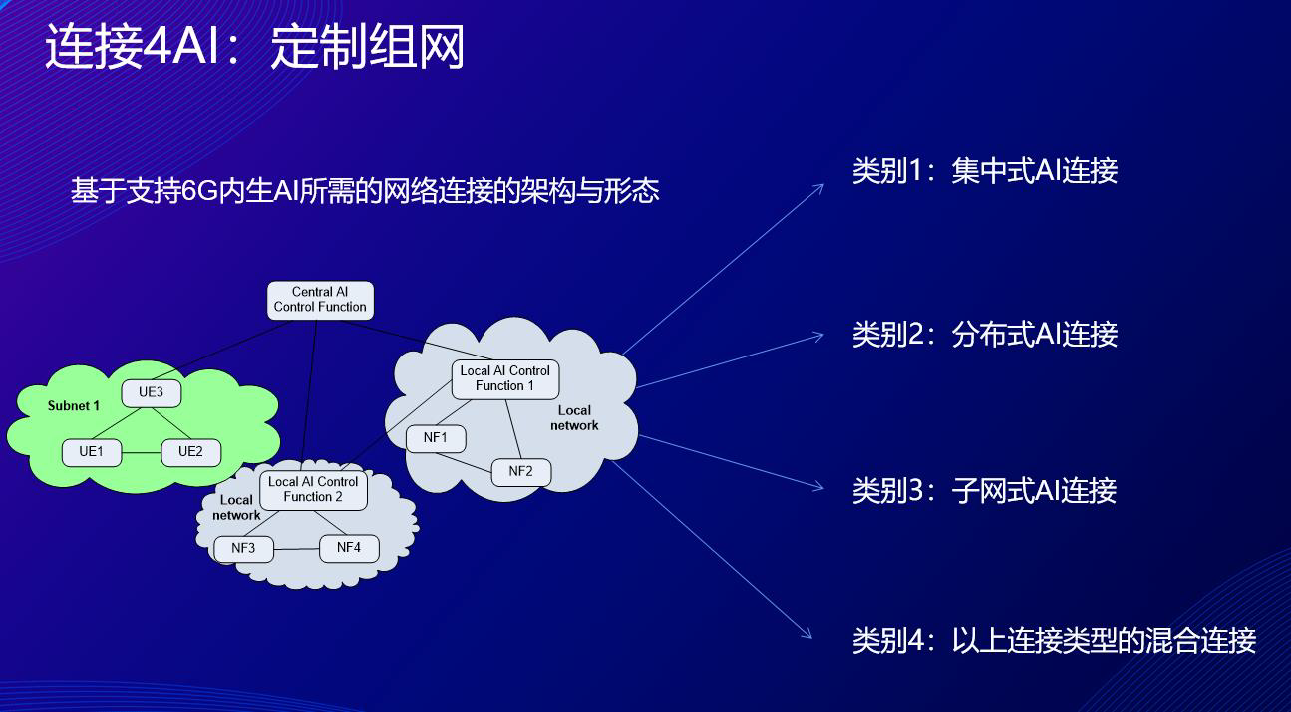 连接4AI：定制组网
基于支持6G内生AI所需的网络连接的架构与形态
Central AI
Control Function
Subnet 1
UE3
UE1
UE2
Local AI Control
Function 1
Local
network
NF1
NF2
Local AI Control
Function 2
Local
network
NF3
NF4
类别1：集中式AI连接
类别2：分布式AI连接
类别3：子网式AI连接
类别4：以上连接类型的混合连接